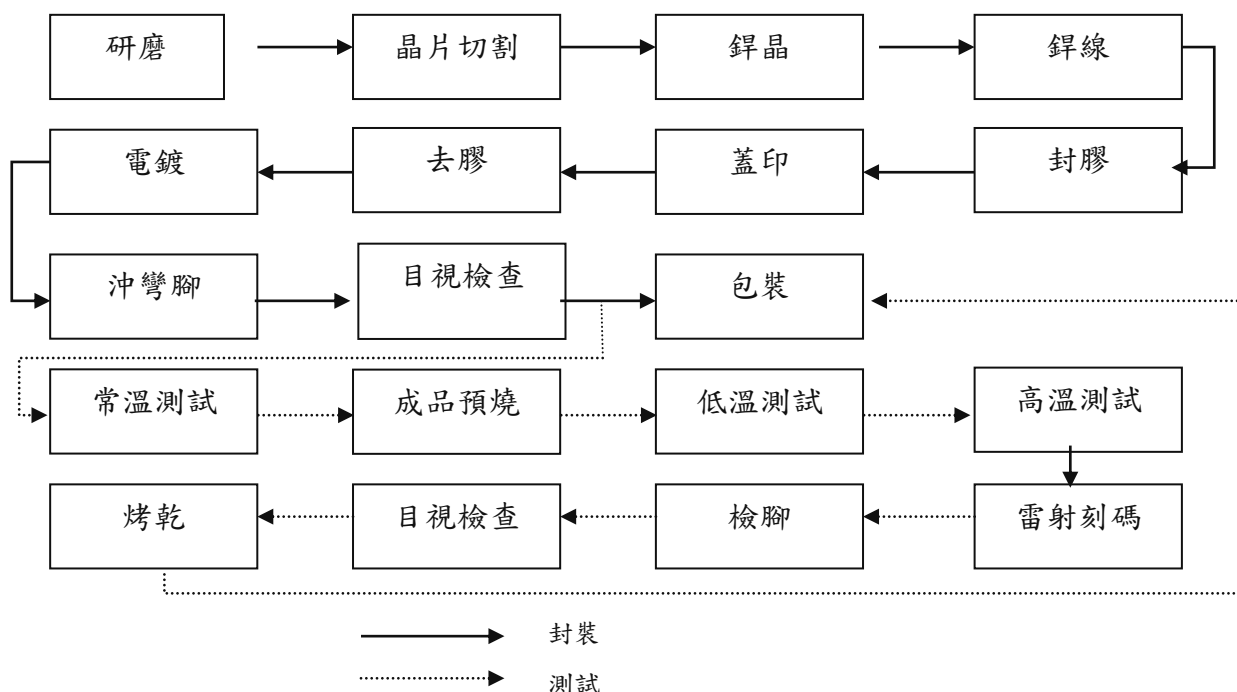 研磨
晶片切割
銲晶
銲線
電鍍
去膠
蓋印
封膠
沖彎腳
目視檢查
包裝
常溫測試
成品預燒
低溫測試
高溫測試
烤乾
目視檢查
檢腳
雷射刻碼
封裝
測試